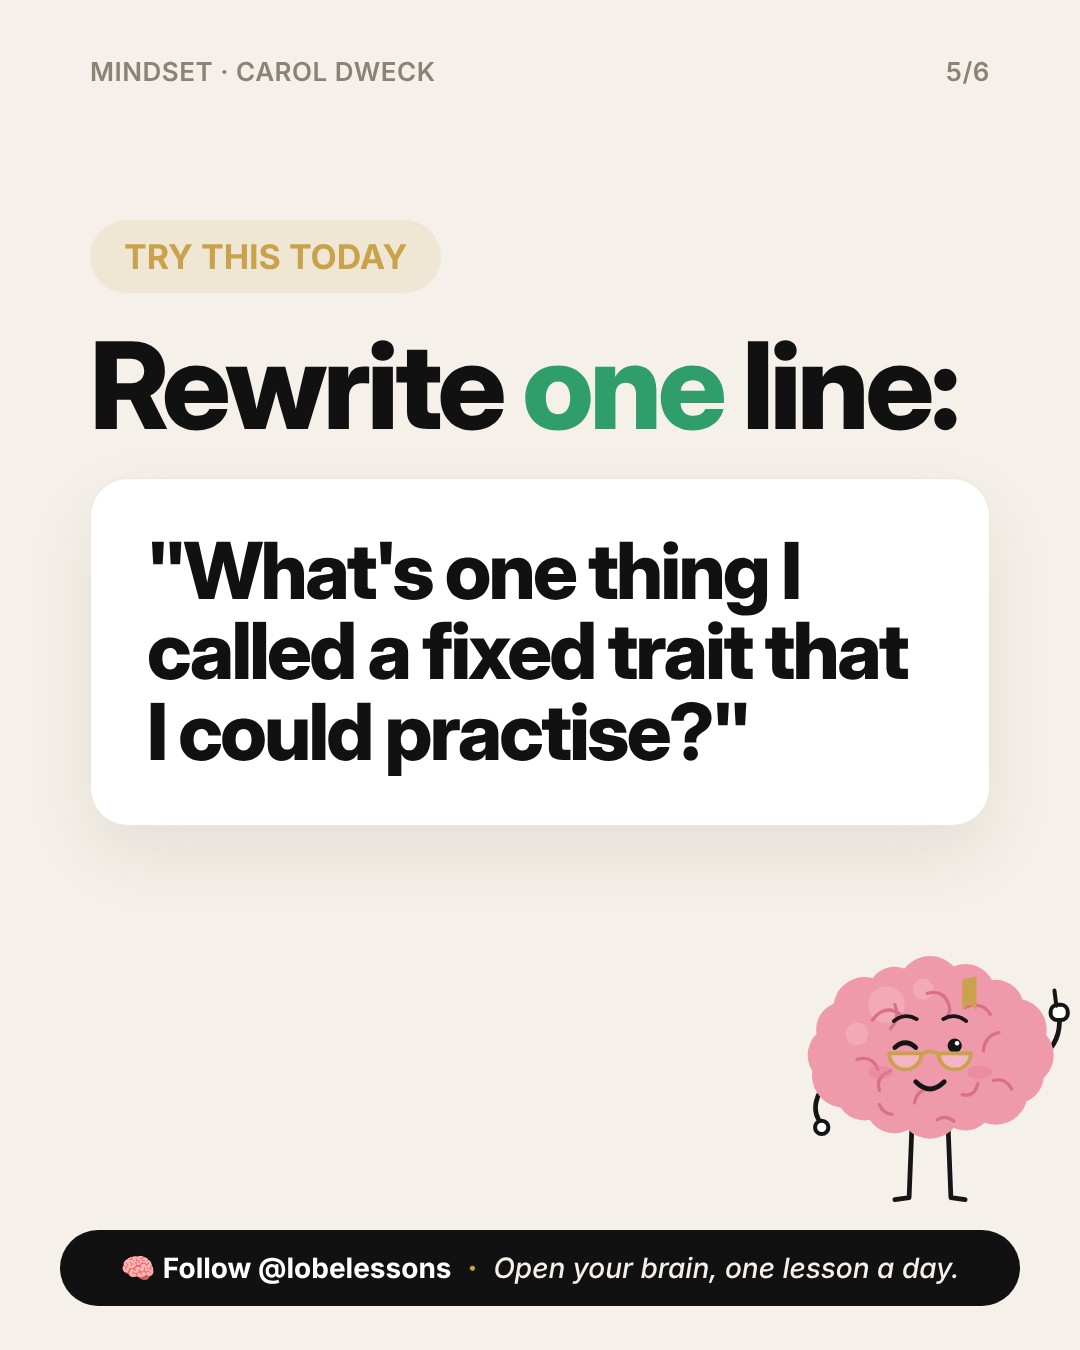 MINDSET · CAROL DWECK
5/6
TRY THIS TODAY
Rewrite one line:
"What's one thing I
called a fixed trait that
I could practise?"
🧠 Follow @lobelessons · Open your brain, one lesson a day.